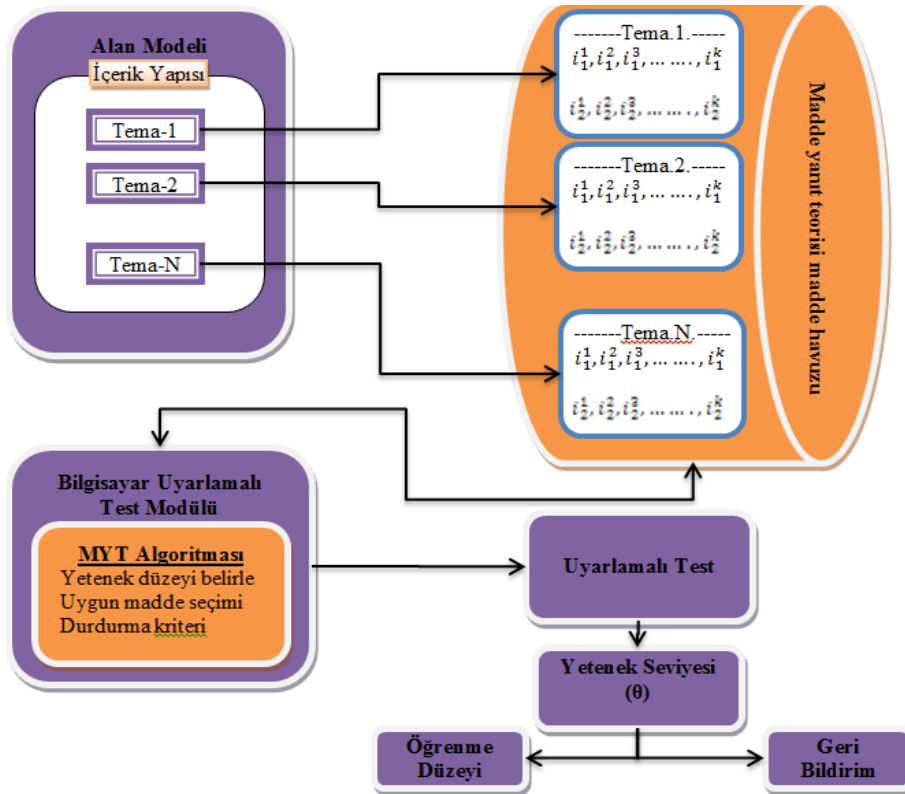 Alan Modeli
İçerik Yapısı
Tema-1
Tema-2
Tema-N
-------Tema.1.-----
i₁¹, i₁², i₁³, … …. , i₁ᵏ
i₂¹, i₂², i₂³, … … . , i₂ᵏ
-------Tema.2.-----
i₁¹, i₁², i₁³, … …. , i₁ᵏ
i₂¹, i₂², i₂³, … … . , i₂ᵏ
-------Tema.N.-----
i₁¹, i₁², i₁³, … …. , i₁ᵏ
i₂¹, i₂², i₂³, … … . , i₂ᵏ
Madde yanıt teorisi madde havuzu
Bilgisayar Uyarlamalı
Test Modülü
MYT Algoritması
Yetenek düzeyi belirle
Uygun madde seçimi
Durdurma kriteri
Uyarlamalı Test
Yetenek Seviyesi
(θ)
Öğrenme
Düzeyi
Geri
Bildirim